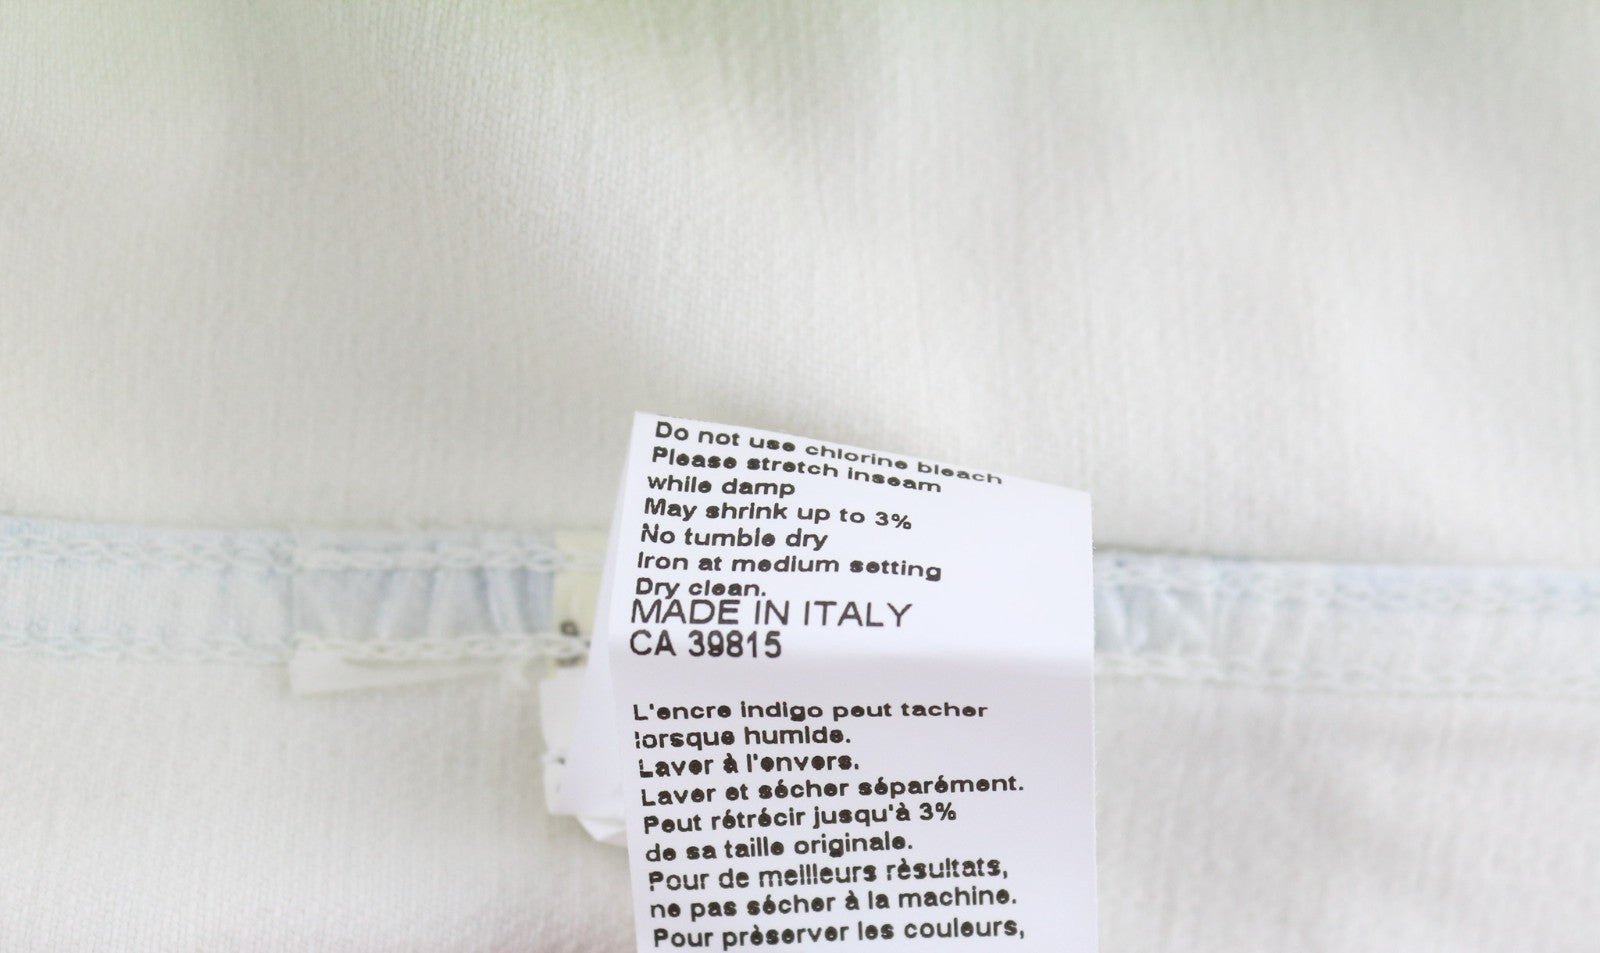 Do not use chlorine bleach
Please stretch inseam
while damp
May shrink up to 3%
No tumble dry
Iron at medium setting
Dry clean.
MADE IN ITALY
CA 39815
L'encre indigo peut tacher
lorsque humide.
Laver à l'envers.
Laver et sécher séparément.
Peut rétrécir jusqu'à 3%
de sa taille originale.
Pour de meilleurs rèsultats,
ne pas sécher à la machine.
Pour prèserver les couleurs,